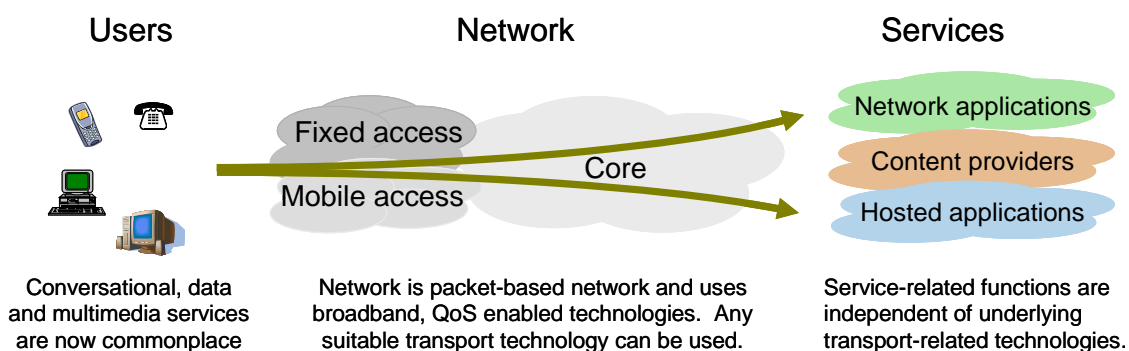 Users
Network
Services
Fixed access
Mobile access
Core
Network applications
Content providers
Hosted applications
Conversational, data
and multimedia services
are now commonplace
Network is packet-based network and uses
broadband, QoS enabled technologies.  Any
suitable transport technology can be used.
Service-related functions are
independent of underlying
transport-related technologies.